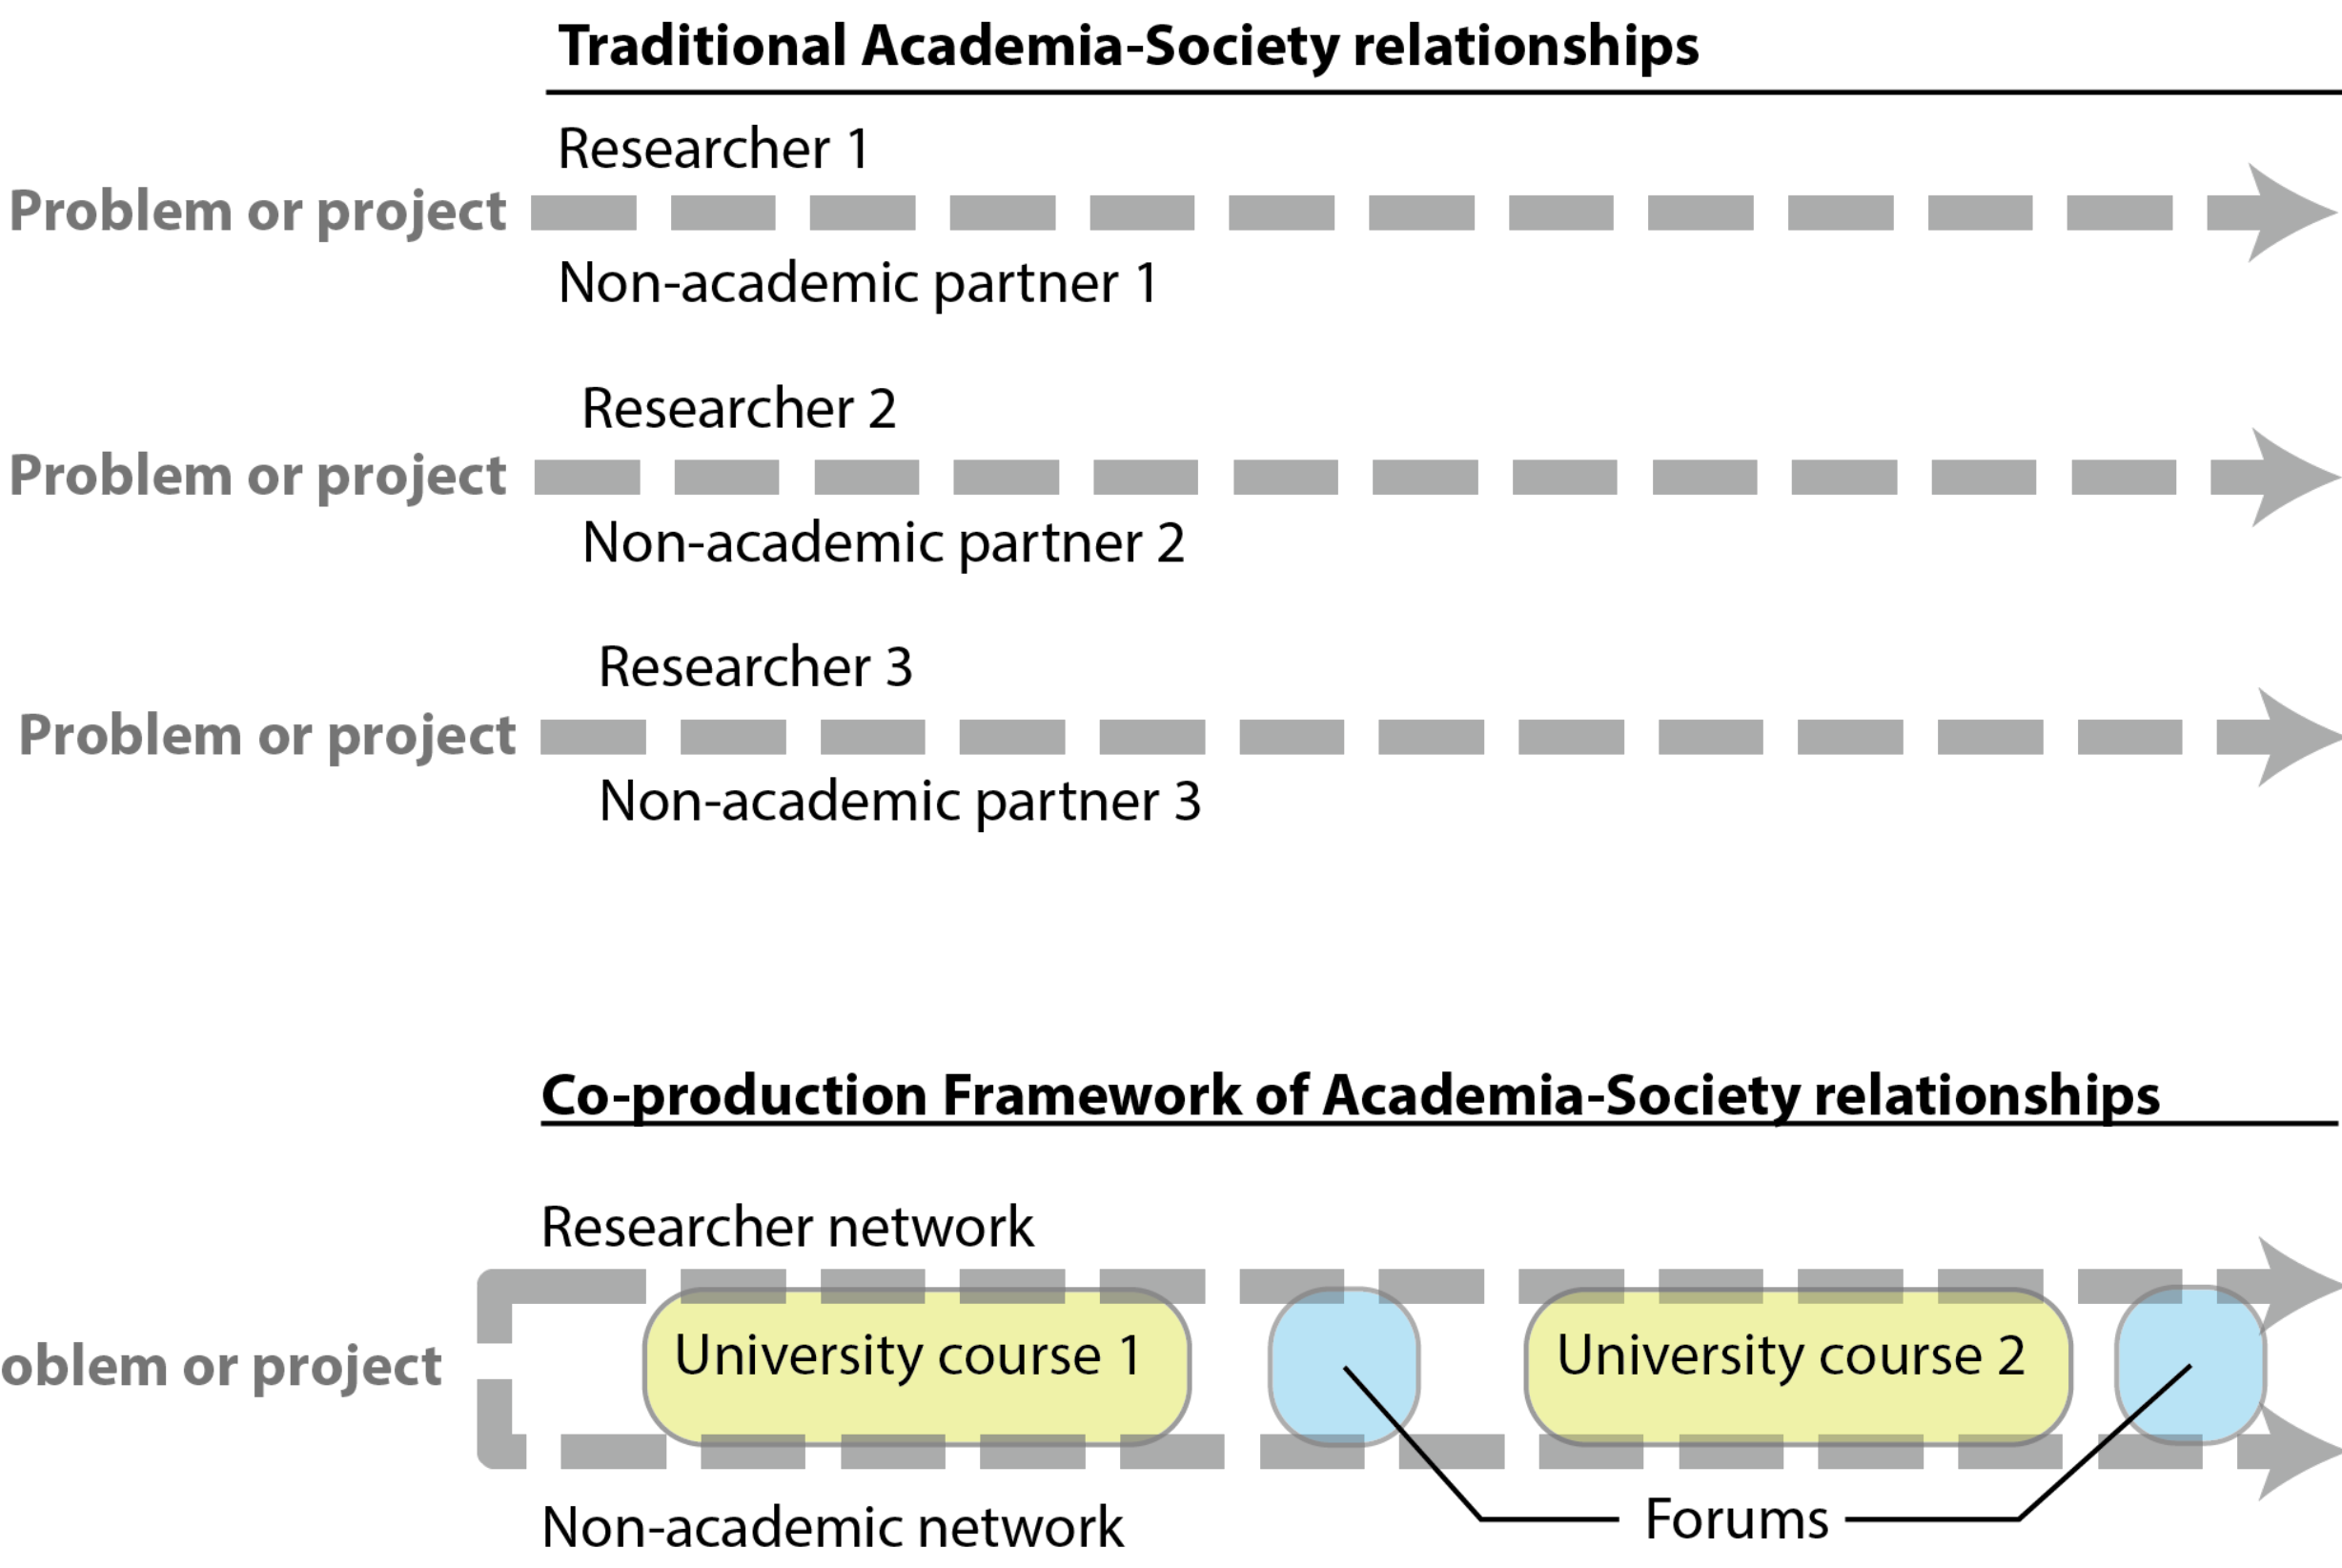 Traditional Academia-Society relationships
Researcher 1
Problem or project
Non-academic partner 1
Researcher 2
Problem or project
Non-academic partner 2
Researcher 3
Problem or project
Non-academic partner 3
Co-production Framework of Academia-Society relationships
Researcher network
University course 1
University course 2
oblem or project
Forums
Non-academic network